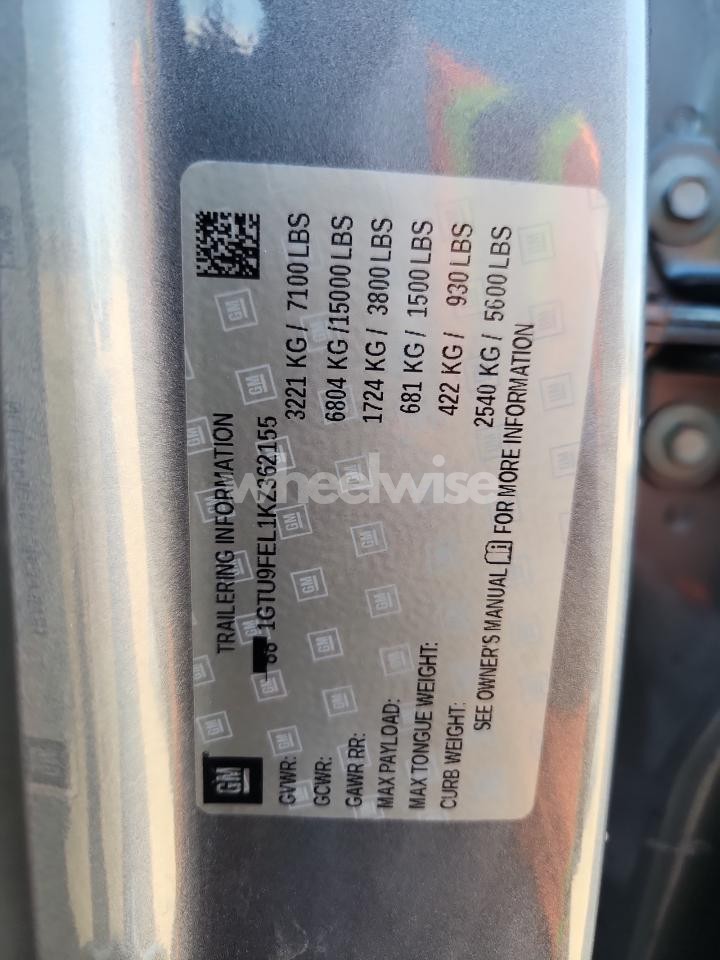 GM
TRAILERING INFORMATION
1GTU9FEL1KZ362155
GVWR: 3221 KG / 7100 LBS
GCWR: 6804 KG /15000 LBS
GAWR RR: 1724 KG / 3800 LBS
MAX PAYLOAD: 681 KG / 1500 LBS
MAX TONGUE WEIGHT: 422 KG / 930 LBS
CURB WEIGHT: 2540 KG / 5600 LBS
SEE OWNER'S MANUAL FOR MORE INFORMATION
wheelwise